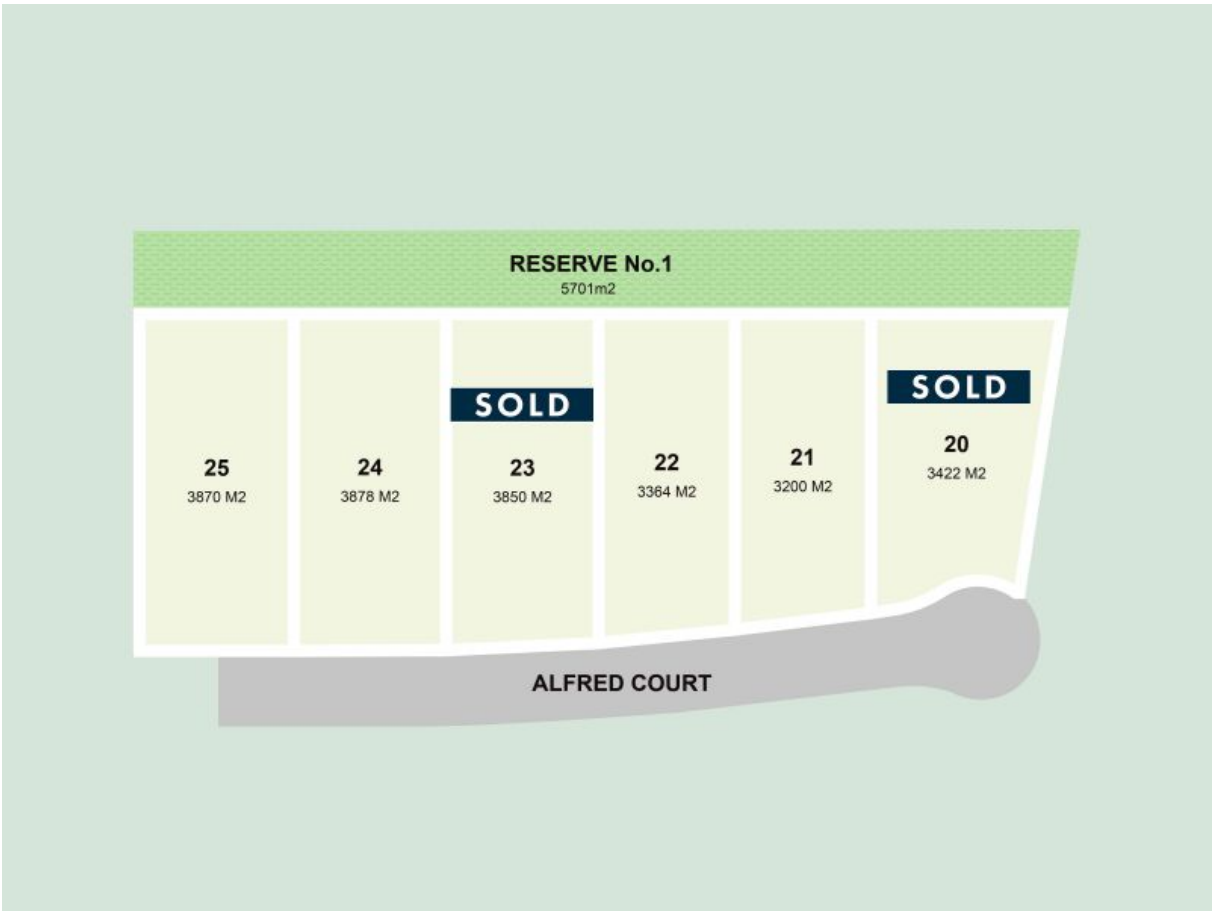 RESERVE No.1
5701m2
SOLD
SOLD
25
3870 M2
24
3878 M2
23
3850 M2
22
3364 M2
21
3200 M2
20
3422 M2
ALFRED COURT